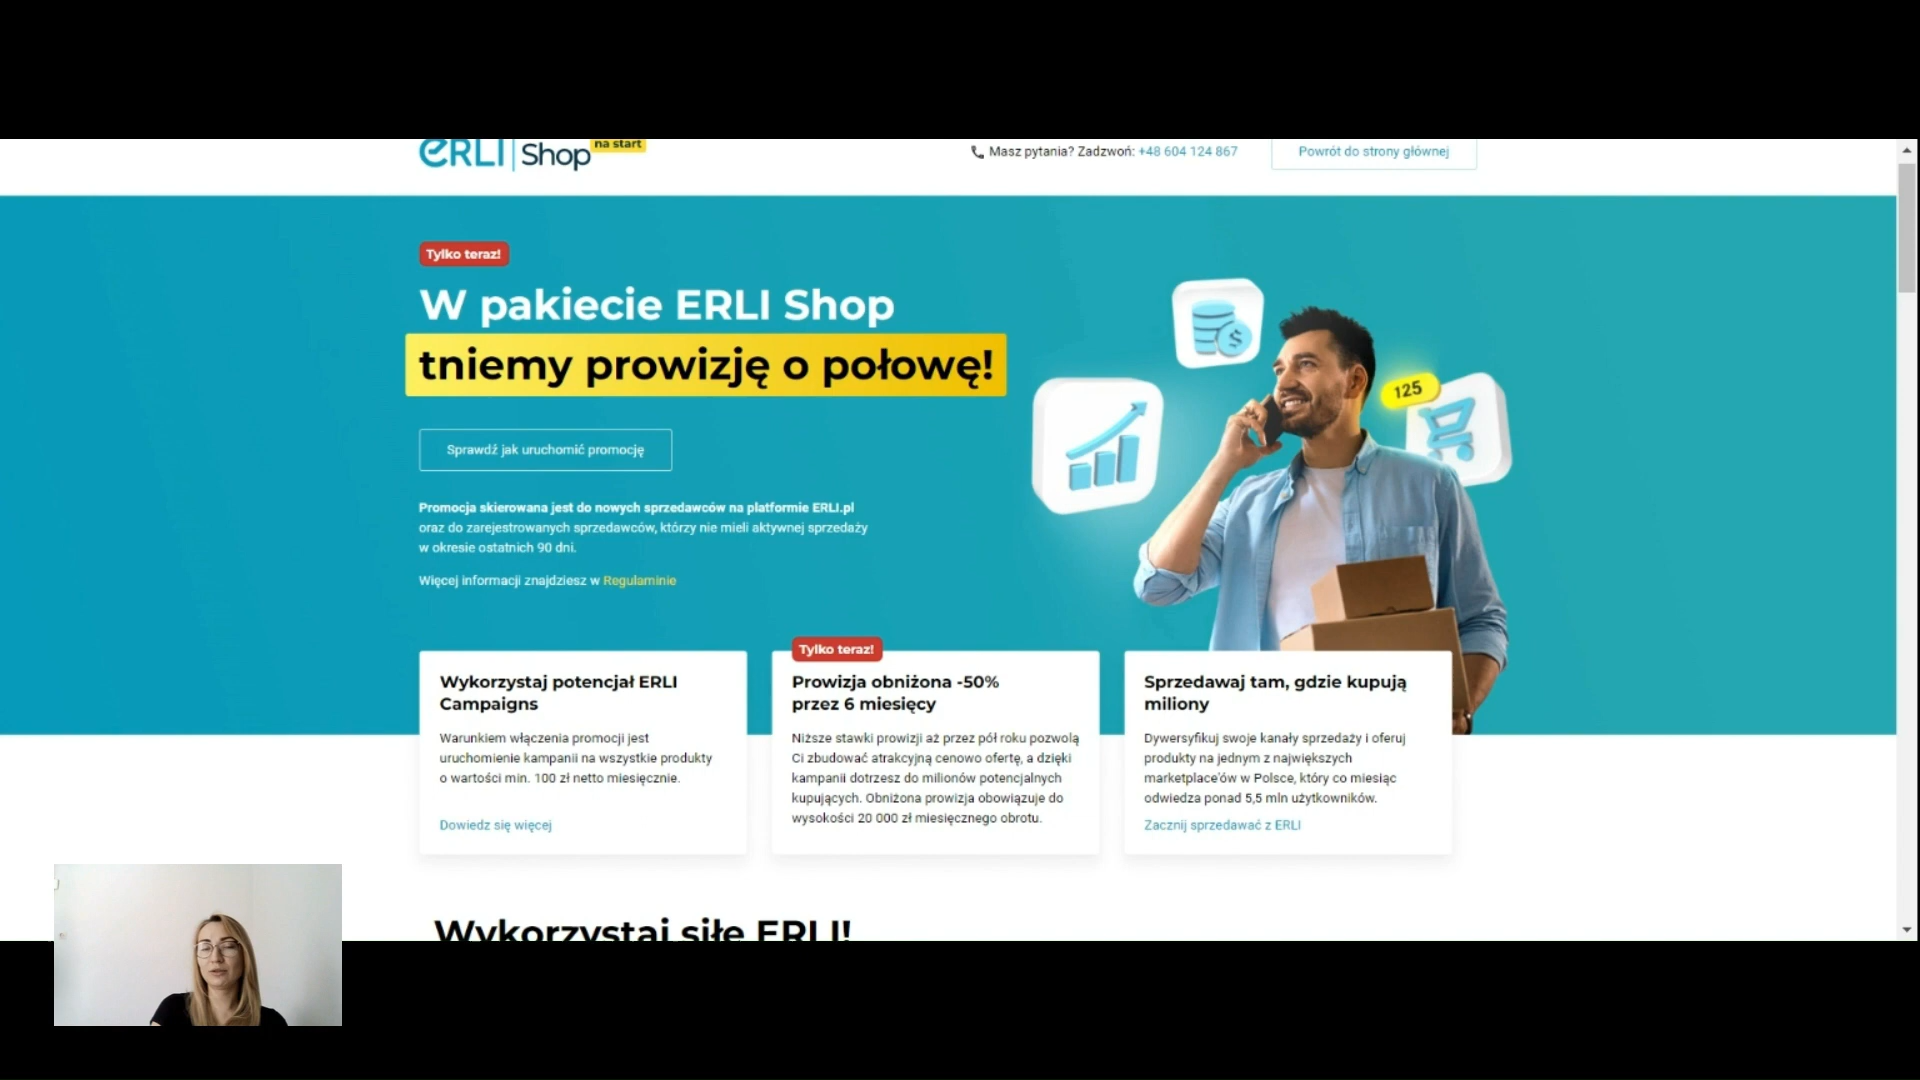 ERLI Shop na start
Masz pytania? Zadzwoń: +48 604 124 867
Powrót do strony głównej
Tylko teraz!
W pakiecie ERLI Shop
tniemy prowizję o połowę!
Sprawdź jak uruchomić promocję
Promocja skierowana jest do nowych sprzedawców na platformie ERLI.pl
oraz do zarejestrowanych sprzedawców, którzy nie mieli aktywnej sprzedaży
w okresie ostatnich 90 dni.
Więcej informacji znajdziesz w Regulaminie
125
Wykorzystaj potencjał ERLI
Campaigns
Warunkiem włączenia promocji jest
uruchomienie kampanii na wszystkie produkty
o wartości min. 100 zł netto miesięcznie.
Dowiedz się więcej
Tylko teraz!
Prowizja obniżona -50%
przez 6 miesięcy
Niższe stawki prowizji aż przez pół roku pozwolą
Ci zbudować atrakcyjną cenowo ofertę, a dzięki
kampanii dotrzesz do milionów potencjalnych
kupujących. Obniżona prowizja obowiązuje do
wysokości 20 000 zł miesięcznego obrotu.
Sprzedawaj tam, gdzie kupują
miliony
Dywersyfikuj swoje kanały sprzedaży i oferuj
produkty na jednym z największych
marketplace'ów w Polsce, który co miesiąc
odwiedza ponad 5,5 mln użytkowników.
Zacznij sprzedawać z ERLI
Wykorzystaj siłę ERLI!